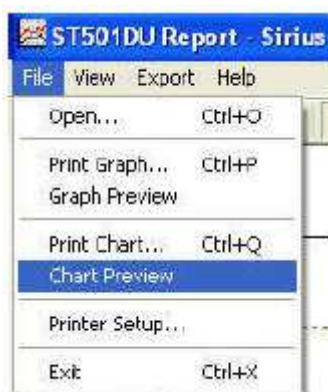 ST501DU Report - Sirius
File View Export Help
Open... Ctrl+O
Print Graph... Ctrl+P
Graph Preview
Print Chart... Ctrl+Q
Chart Preview
Printer Setup...
Exit Ctrl+X